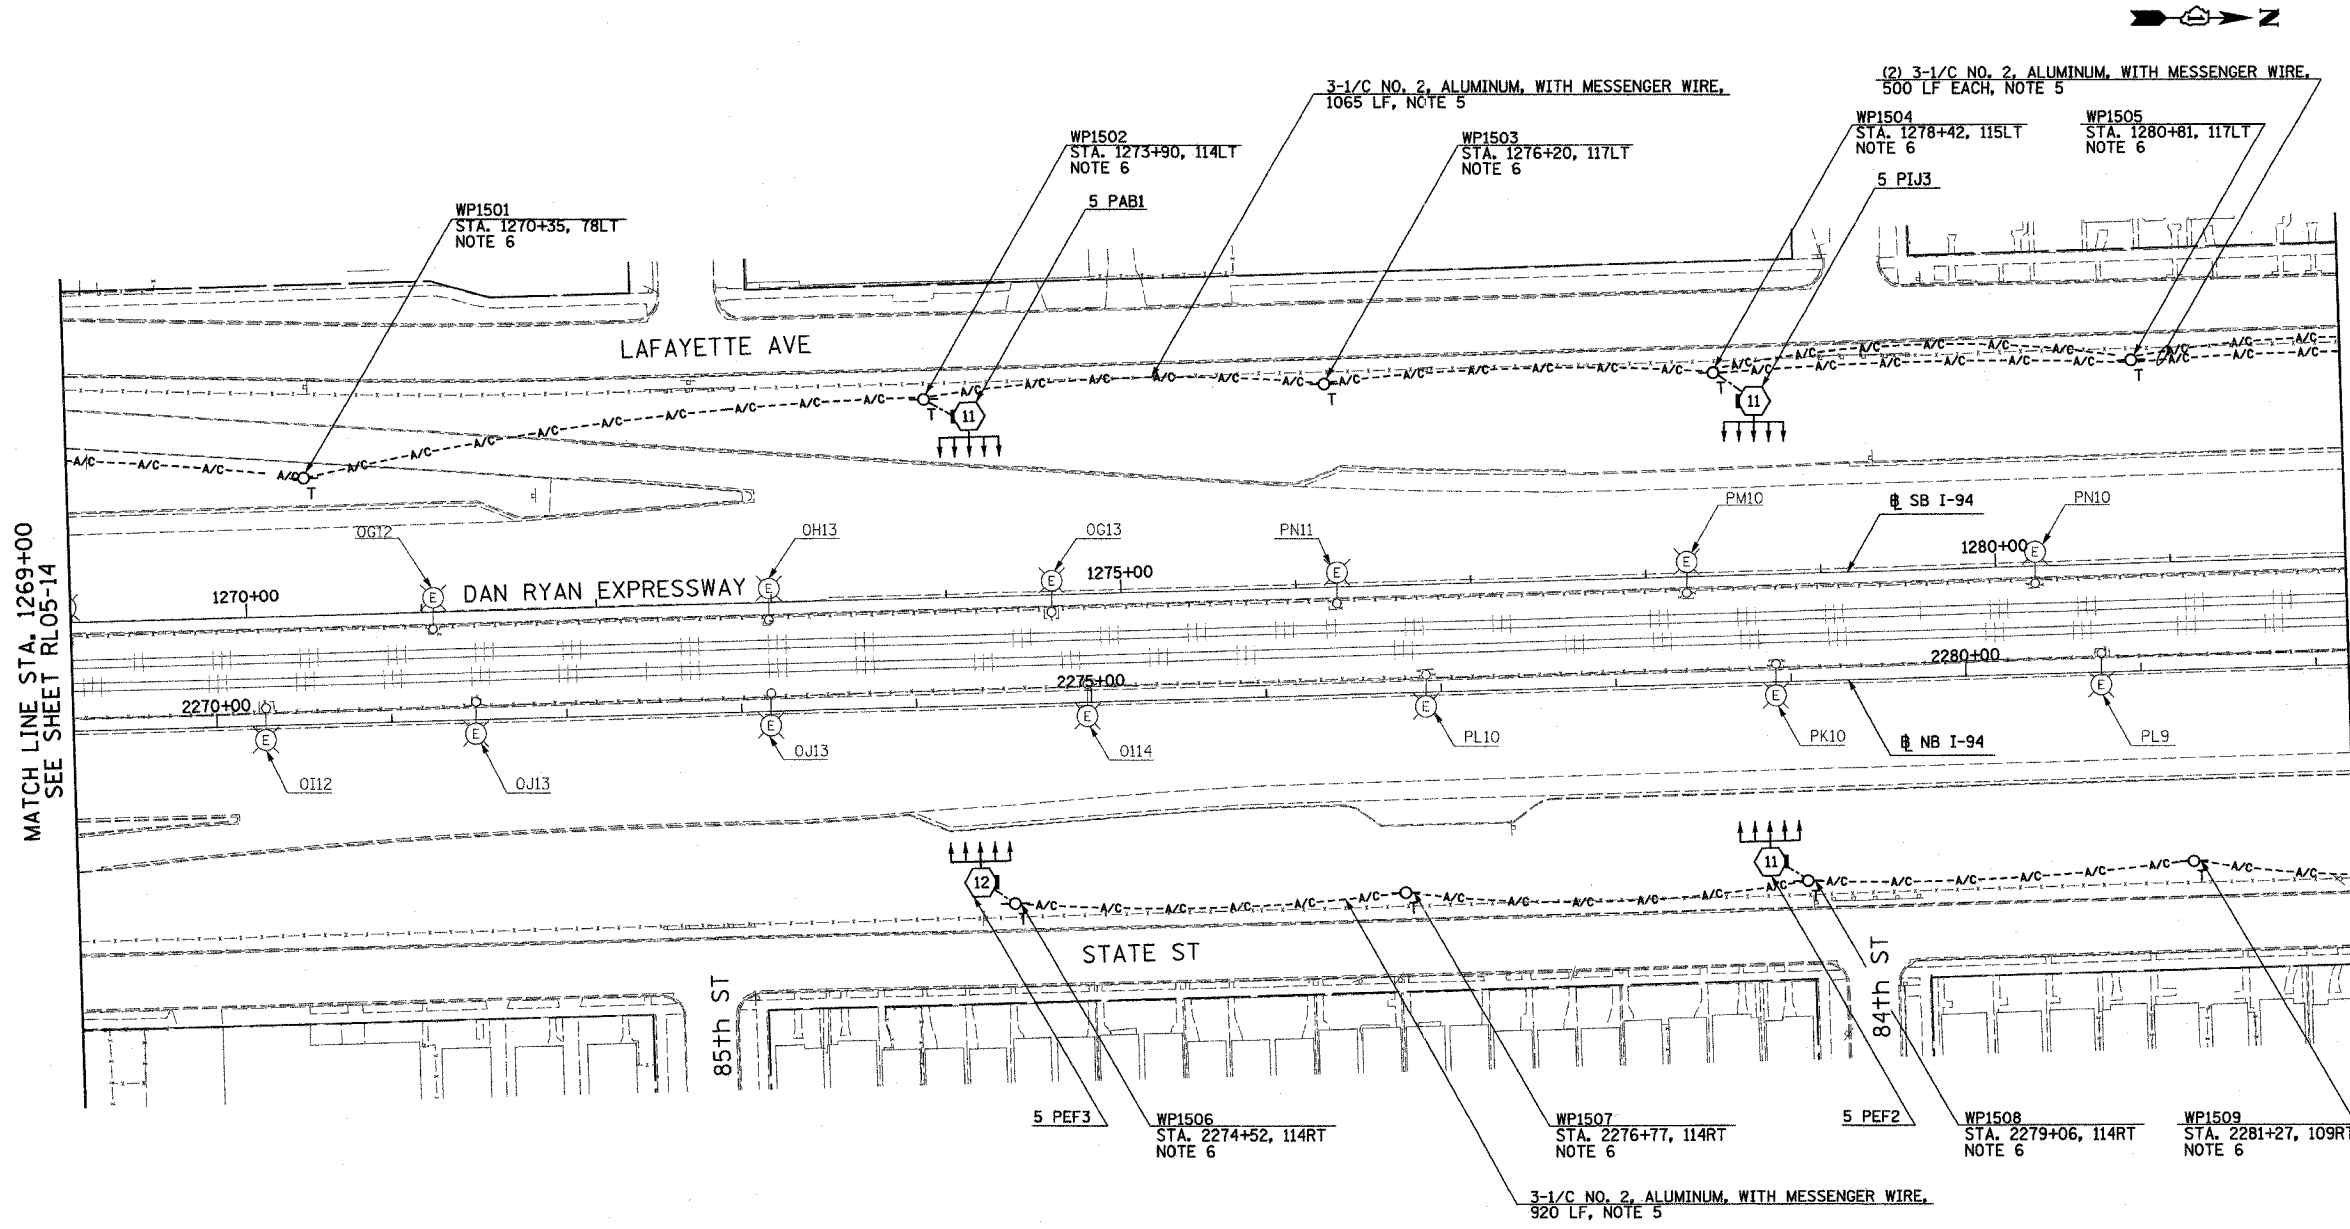 N
(2) 3-1/C NO. 2, ALUMINUM, WITH MESSENGER WIRE,
500 LF EACH, NOTE 5
3-1/C NO. 2, ALUMINUM, WITH MESSENGER WIRE,
1065 LF, NOTE 5
WP1504
STA. 1278+42, 115LT
NOTE 6
WP1505
STA. 1280+81, 117LT
NOTE 6
WP1502
STA. 1273+90, 114LT
NOTE 6
WP1503
STA. 1276+20, 117LT
NOTE 6
5 PIJ3
5 PAB1
WP1501
STA. 1270+35, 78LT
NOTE 6
LAFAYETTE AVE
A/C
T
11
T
T
11
T
T
MATCH LINE STA. 1269+00
SEE SHEET RL05-14
OG12
OH13
OG13
PN11
PM10
℄ SB I-94
PN10
E
1270+00
DAN RYAN EXPRESSWAY
1275+00
1280+00
2270+00
2275+00
2280+00
OI12
OJ13
OJ13
O114
PL10
PK10
℄ NB I-94
PL9
12
11
A/C
T
STATE ST
85th ST
84th ST
5 PEF3
WP1506
STA. 2274+52, 114RT
NOTE 6
WP1507
STA. 2276+77, 114RT
NOTE 6
5 PEF2
WP1508
STA. 2279+06, 114RT
NOTE 6
WP1509
STA. 2281+27, 109RT
NOTE 6
3-1/C NO. 2, ALUMINUM, WITH MESSENGER WIRE,
920 LF, NOTE 5